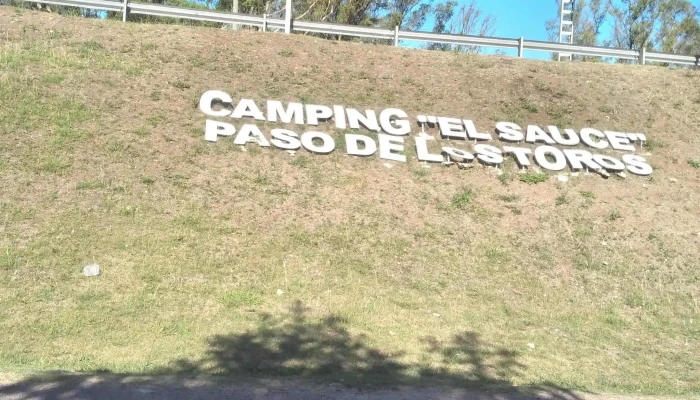 CAMPING "EL SAUCE"
PASO DE LOS TOROS